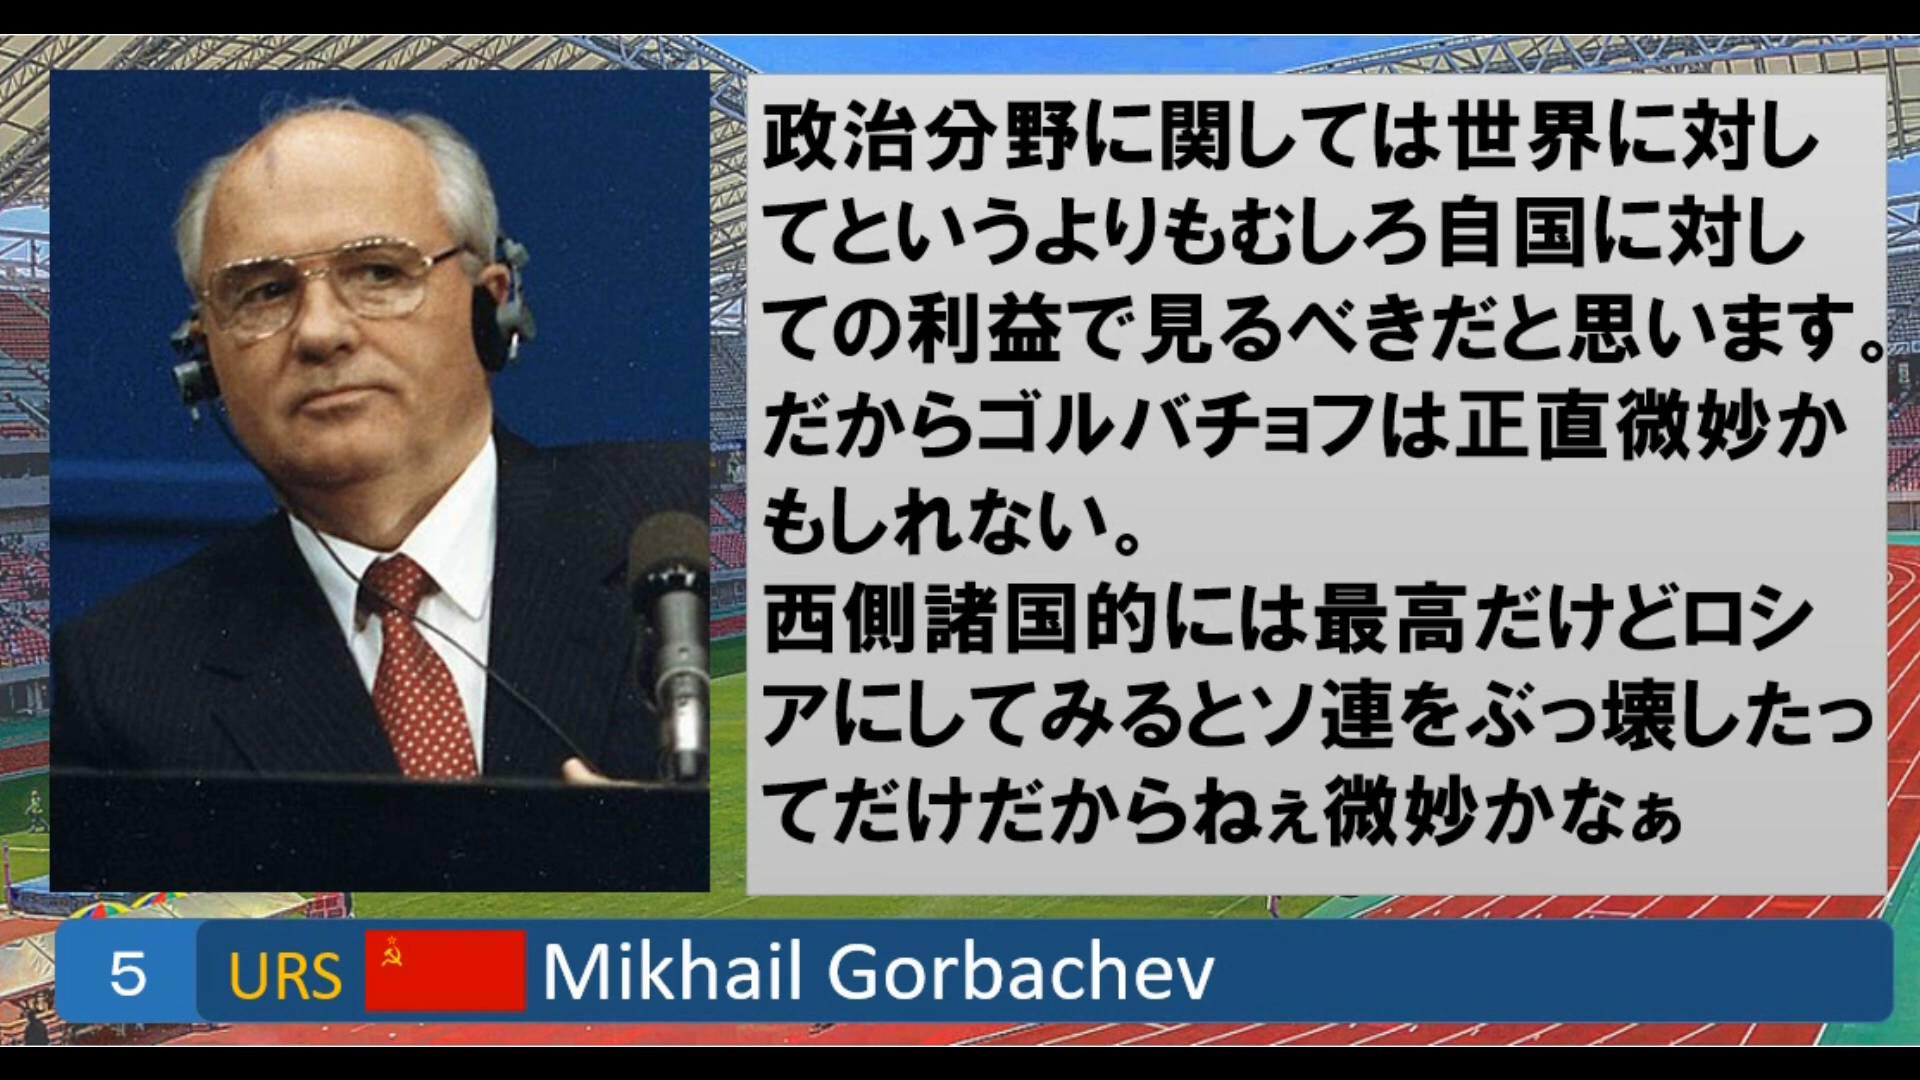 政治分野に関しては世界に対し
てというよりもむしろ自国に対し
ての利益で見るべきだと思います。
だからゴルバチョフは正直微妙か
もしれない。
西側諸国的には最高だけどロシ
アにしてみるとソ連をぶっ壊したっ
てだけだからねぇ微妙かなぁ
5 URS Mikhail Gorbachev